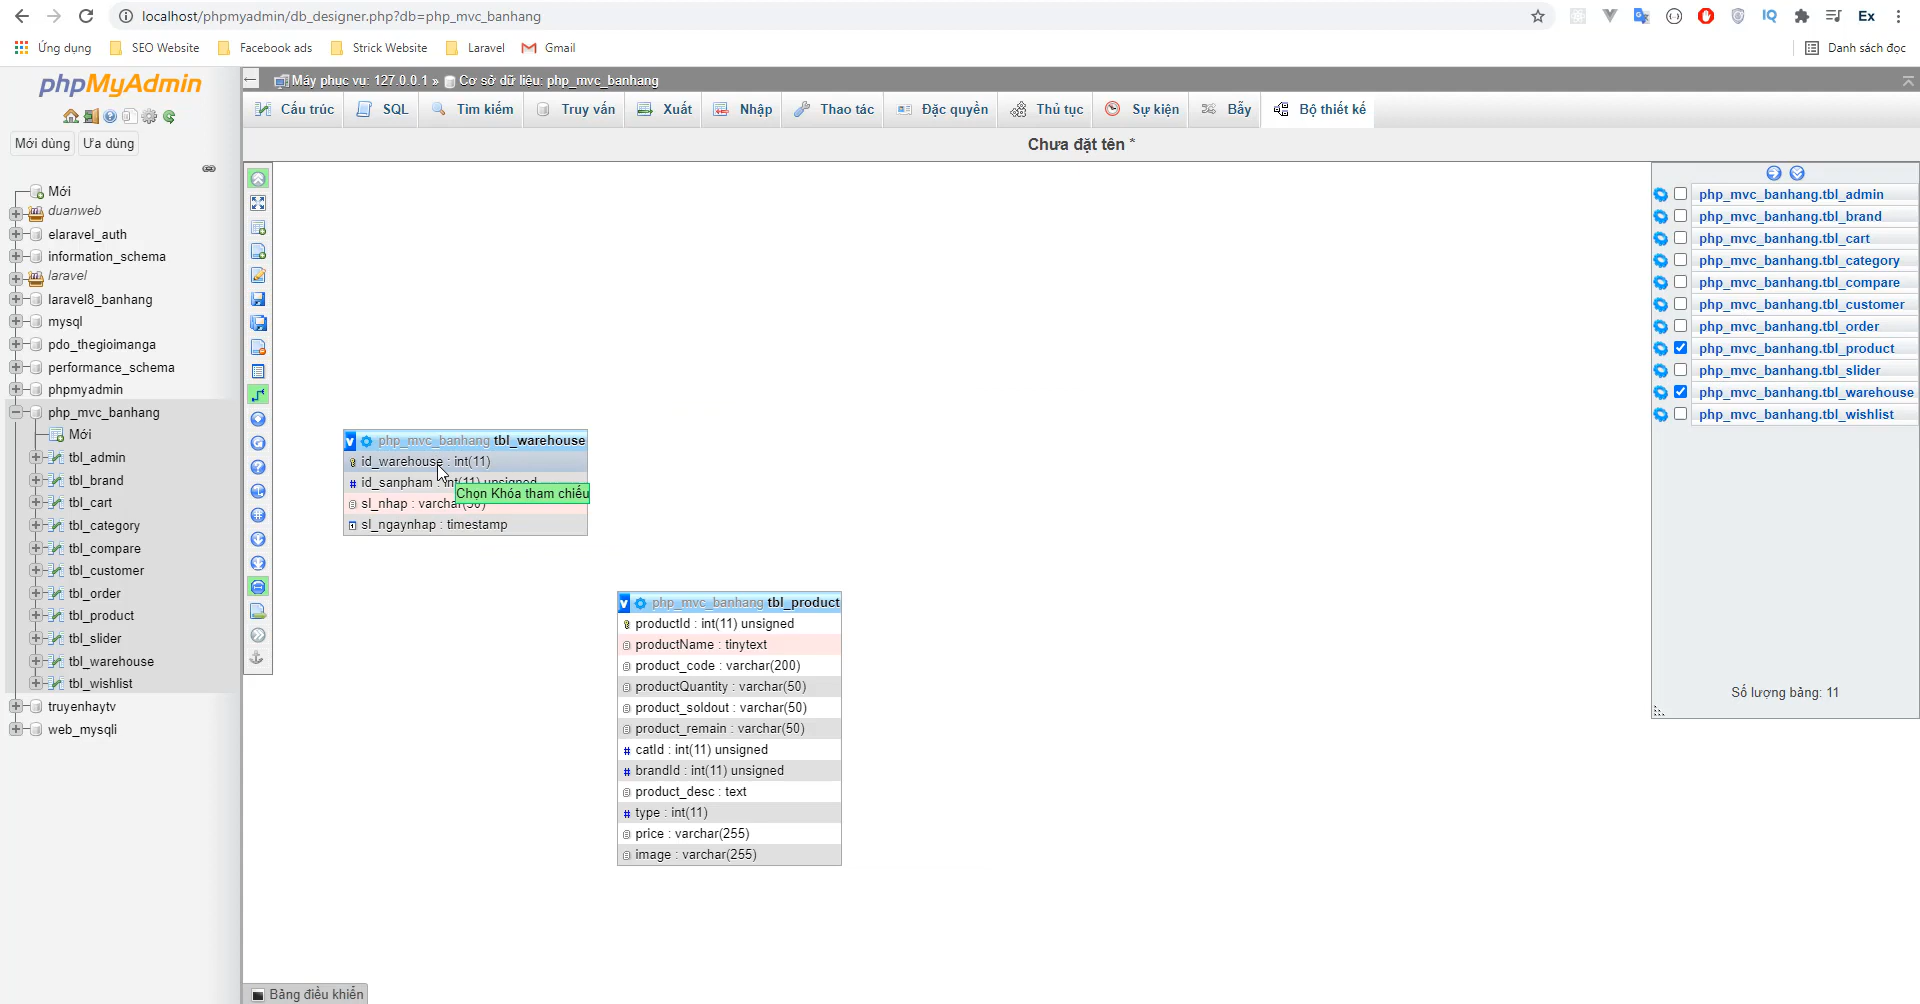 localhost/phpmyadmin/db_designer.php?db=php_mvc_banhang
Ex
Ứng dụng
SEO Website
Facebook ads
Strick Website
Laravel
Gmail
Danh sách đọc
phpMyAdmin
Mới dùng
Ưa dùng
Mới
duanweb
elaravel_auth
information_schema
laravel
laravel8_banhang
mysql
pdo_thegioimanga
performance_schema
phpmyadmin
php_mvc_banhang
Mới
tbl_admin
tbl_brand
tbl_cart
tbl_category
tbl_compare
tbl_customer
tbl_order
tbl_product
tbl_slider
tbl_warehouse
tbl_wishlist
truyenhaytv
web_mysqli
Máy phục vụ: 127.0.0.1 » Cơ sở dữ liệu: php_mvc_banhang
Cấu trúc
SQL
Tìm kiếm
Truy vấn
Xuất
Nhập
Thao tác
Đặc quyền
Thủ tục
Sự kiện
Bẫy
Bộ thiết kế
Chưa đặt tên *
php_mvc_banhang tbl_warehouse
id_warehouse : int(11)
id_sanpham : int(11) unsigned
Chọn Khóa tham chiếu
sl_nhap : varchar(50)
sl_ngaynhap : timestamp
php_mvc_banhang tbl_product
productId : int(11) unsigned
productName : tinytext
product_code : varchar(200)
productQuantity : varchar(50)
product_soldout : varchar(50)
product_remain : varchar(50)
catId : int(11) unsigned
brandId : int(11) unsigned
product_desc : text
type : int(11)
price : varchar(255)
image : varchar(255)
php_mvc_banhang.tbl_admin
php_mvc_banhang.tbl_brand
php_mvc_banhang.tbl_cart
php_mvc_banhang.tbl_category
php_mvc_banhang.tbl_compare
php_mvc_banhang.tbl_customer
php_mvc_banhang.tbl_order
php_mvc_banhang.tbl_product
php_mvc_banhang.tbl_slider
php_mvc_banhang.tbl_warehouse
php_mvc_banhang.tbl_wishlist
Số lượng bảng: 11
Bảng điều khiển